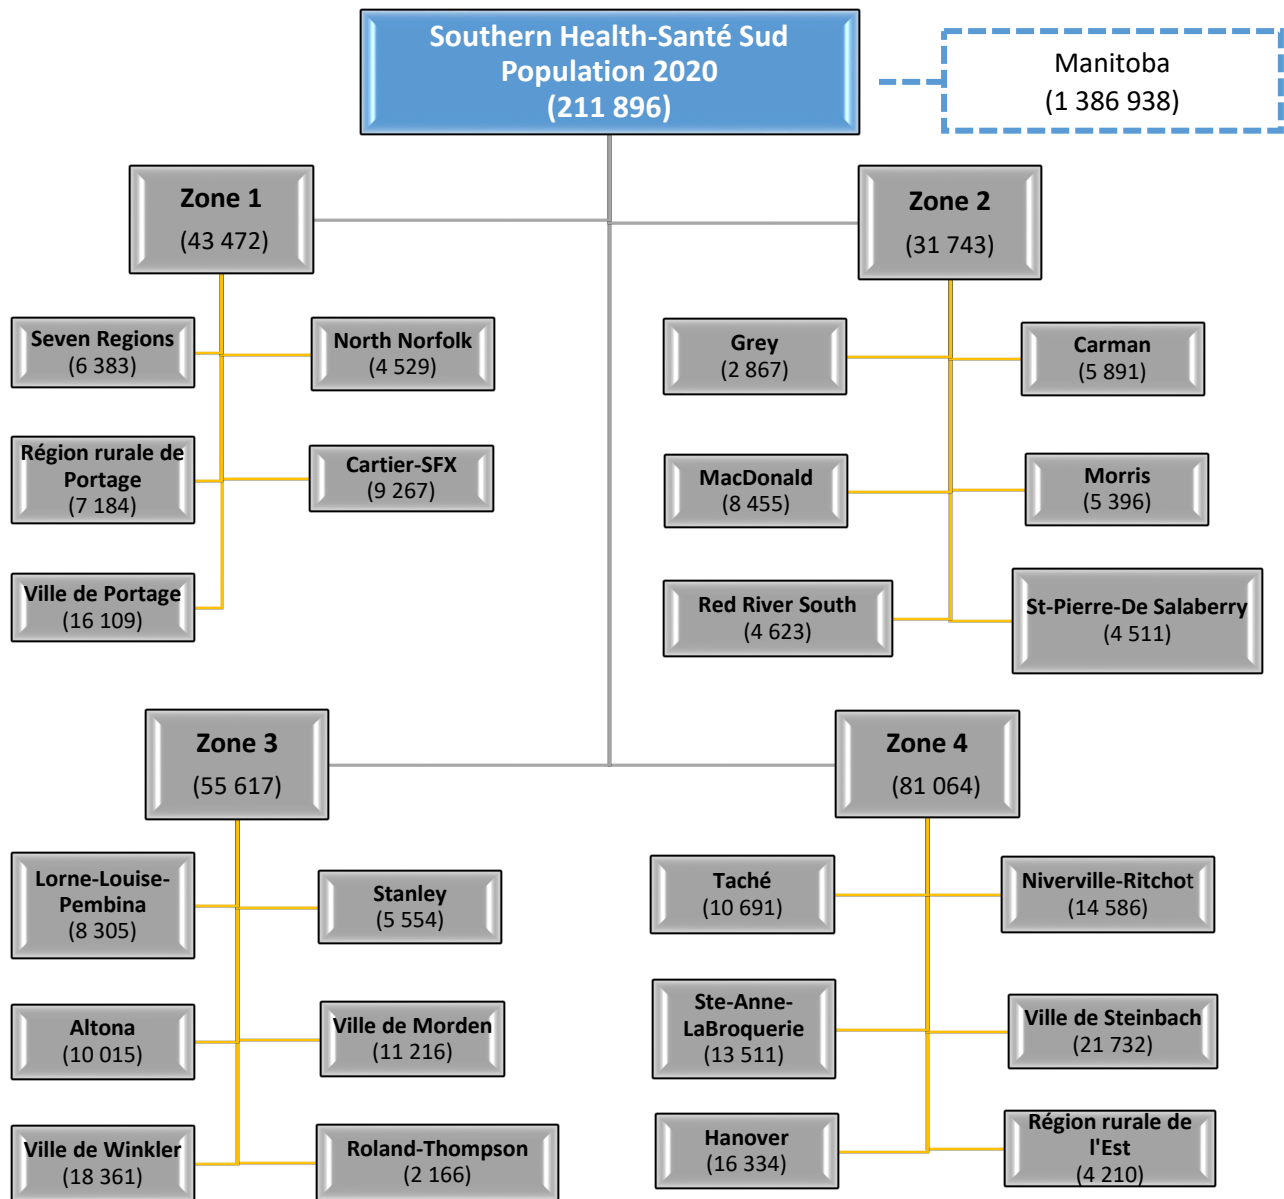 Southern Health-Santé Sud
Population 2020
(211 896)
Manitoba
(1 386 938)
Zone 1
(43 472)
Zone 2
(31 743)
Seven Regions
(6 383)
North Norfolk
(4 529)
Grey
(2 867)
Carman
(5 891)
Région rurale de
Portage
(7 184)
Cartier-SFX
(9 267)
MacDonald
(8 455)
Morris
(5 396)
Ville de Portage
(16 109)
Red River South
(4 623)
St-Pierre-De Salaberry
(4 511)
Zone 3
(55 617)
Zone 4
(81 064)
Lorne-Louise-
Pembina
(8 305)
Stanley
(5 554)
Taché
(10 691)
Niverville-Ritchot
(14 586)
Altona
(10 015)
Ville de Morden
(11 216)
Ste-Anne-
LaBroquerie
(13 511)
Ville de Steinbach
(21 732)
Ville de Winkler
(18 361)
Roland-Thompson
(2 166)
Hanover
(16 334)
Région rurale de
l'Est
(4 210)